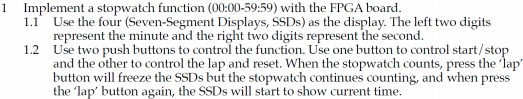 1 Implement a stopwatch function (00:00-59:59) with the FPGA board.
1.1 Use the four (Seven-Segment Displays, SSDs) as the display. The left two digits
represent the minute and the right two digits represent the second.
1.2 Use two push buttons to control the function. Use one button to control start/stop
and the other to control the lap and reset. When the stopwatch counts, press the 'lap'
button will freeze the SSDs but the stopwatch continues counting, and when press
the 'lap' button again, the SSDs will start to show current time.